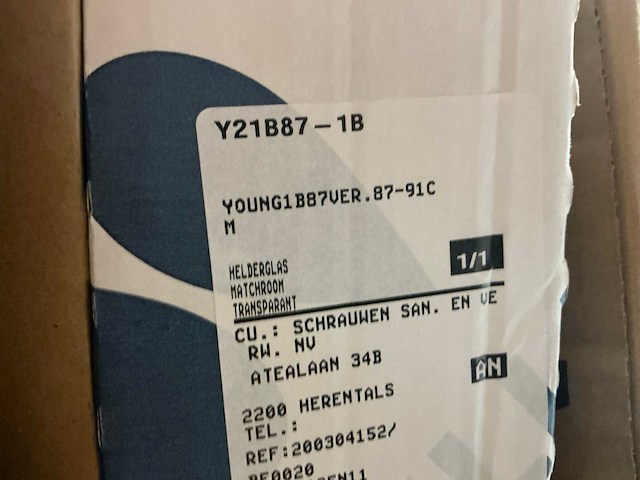 Y21B87-1B
YOUNG1B87VER.87-91C
M
HELDERGLAS
MATCHROOM
TRANSPARANT
1/1
CU.: SCHRAUWEN SAN. EN VE
RW. NV
ATEALAAN 34B
AN
2200 HERENTALS
TEL.:
REF:200304152/
BE0020